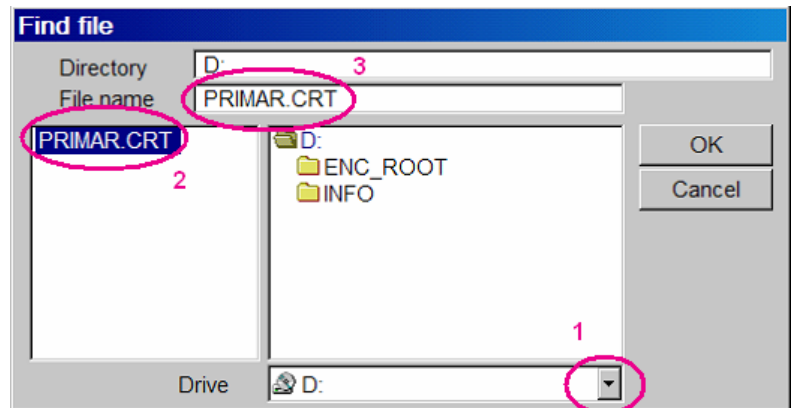 Find file
Directory D: 3
File name PRIMAR.CRT
PRIMAR.CRT D: OK
ENC_ROOT
2 INFO Cancel
1
Drive D: